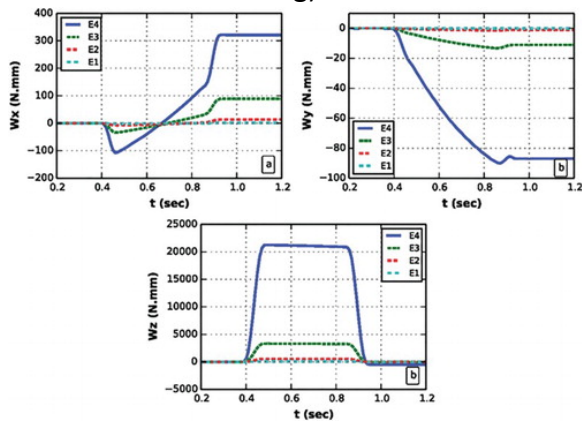 g,
400
300
200
100
0
−100
−200
Wx (N.mm)
E4
E3
E2
E1
a
0.2 0.4 0.6 0.8 1.0 1.2
t (sec)
0
−20
−40
−60
−80
−100
Wy (N.mm)
E4
E3
E2
E1
b
0.2 0.4 0.6 0.8 1.0 1.2
t (sec)
25000
20000
15000
10000
5000
0
−5000
Wz (N.mm)
E4
E3
E2
E1
b
0.2 0.4 0.6 0.8 1.0 1.2
t (sec)